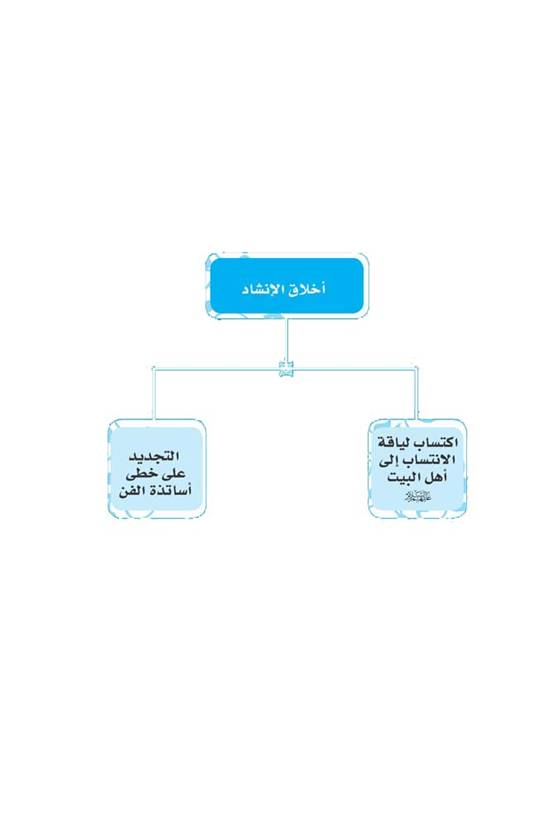 أخلاق الإنشاد
اكتساب لياقة
الانتساب إلى
أهل البيت
عليهم السلام
التجديد
على خطى
أساتذة الفن